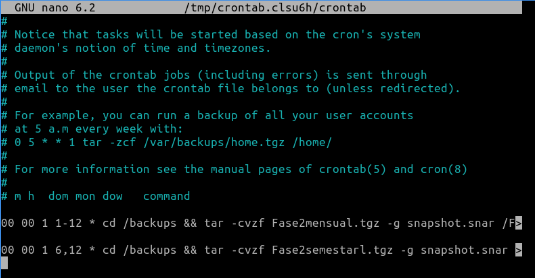 GNU nano 6.2 /tmp/crontab.clsu6h/crontab
#
# Notice that tasks will be started based on the cron's system
# daemon's notion of time and timezones.
#
# Output of the crontab jobs (including errors) is sent through
# email to the user the crontab file belongs to (unless redirected).
#
# For example, you can run a backup of all your user accounts
# at 5 a.m every week with:
# 0 5 * * 1 tar -zcf /var/backups/home.tgz /home/
#
# For more information see the manual pages of crontab(5) and cron(8)
#
# m h  dom mon dow   command
00 00 1 1-12 * cd /backups && tar -cvzf Fase2mensual.tgz -g snapshot.snar /F>
00 00 1 6,12 * cd /backups && tar -cvzf Fase2semestarl.tgz -g snapshot.snar >